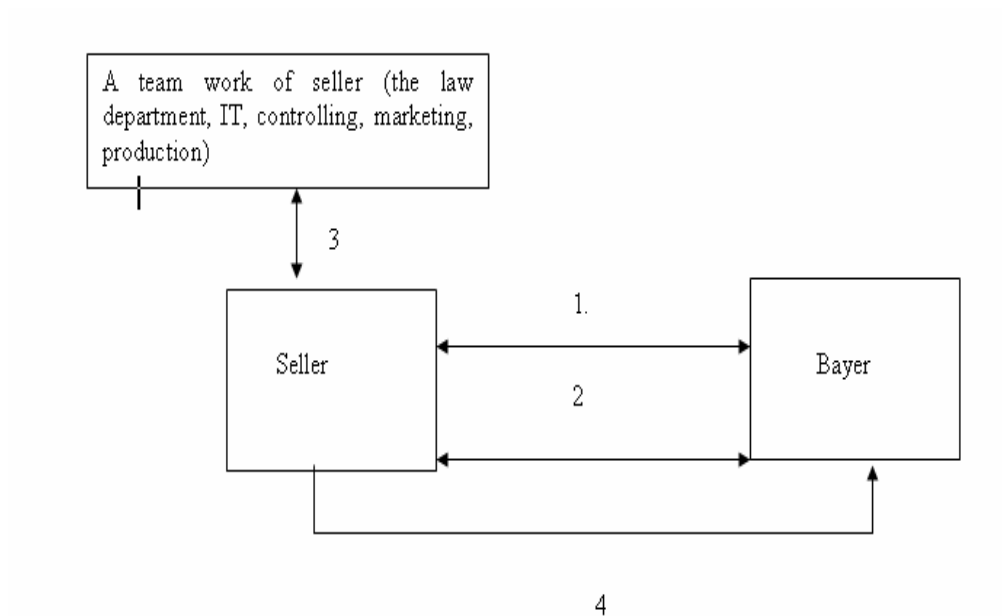 A team work of seller (the law
department, IT, controlling, marketing,
production)
3
1.
Seller
Bayer
2
4